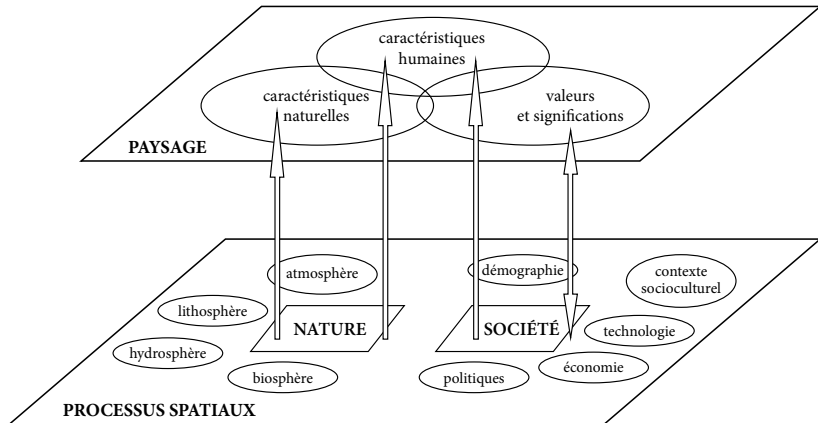 caractéristiques
humaines
caractéristiques
naturelles
valeurs
et significations
PAYSAGE
atmosphère
démographie
contexte
socioculturel
lithosphère
NATURE
SOCIÉTÉ
technologie
hydrosphère
économie
biosphère
politiques
PROCESSUS SPATIAUX